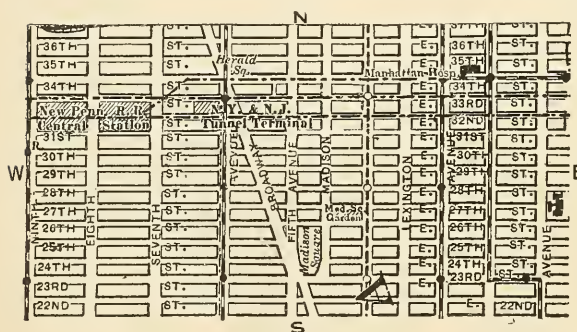 N
36TH ST. E. 36TH ST.
35TH ST. Herald Sq. E. 35TH ST.
34TH ST. Manhattan Hosp. 34TH ST.
New Penn. R. R. ST. N. Y. & N. J. E. 33RD ST.
Central Station ST. Tunnel Terminal E. 32ND ST.
31ST ST. E. 31ST ST.
30TH ST. E. 30TH ST.
W 29TH ST. E. 29TH ST. E
28TH ST. E. 28TH ST.
27TH ST. Mad. Sq. Garden E. 27TH ST.
26TH ST. E. 26TH ST.
25TH ST. E. 25TH ST.
24TH ST. E. 24TH ST.
23RD ST. E. 23RD ST.
22ND ST. E. 22ND
NINTH
EIGHTH
SEVENTH
BROADWAY
FIFTH AVENUE
MADISON
Madison Square
LEXINGTON
AVENUE
AVENUE
S